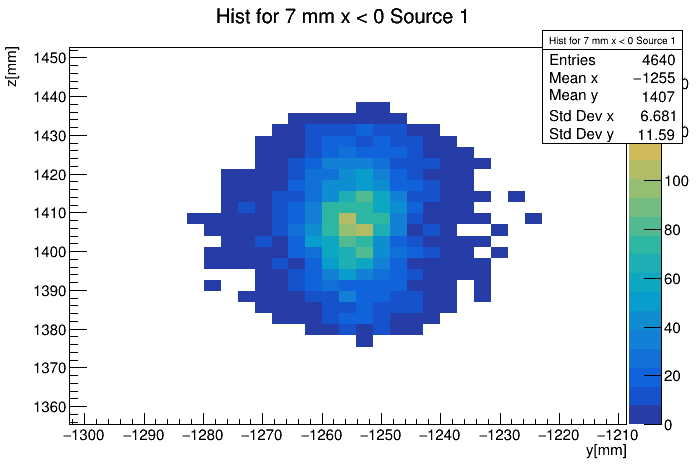 Hist for 7 mm x < 0 Source 1
Hist for 7 mm x < 0 Source 1
Entries 4640
Mean x −1255
Mean y 1407
Std Dev x 6.681
Std Dev y 11.59
z[mm]
1450
1440
1430
1420
1410
1400
1390
1380
1370
1360
−1300 −1290 −1280 −1270 −1260 −1250 −1240 −1230 −1220 −1210
y[mm]
0
0
100
80
60
40
20
0